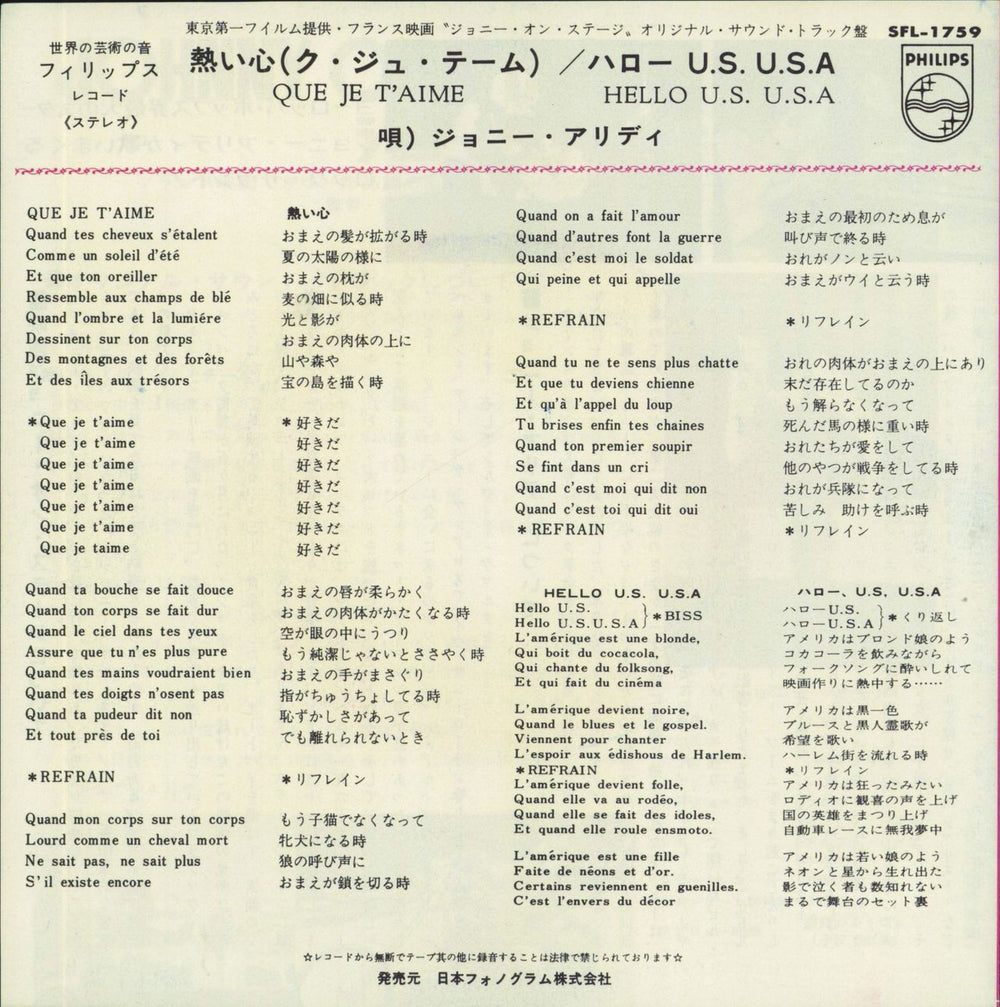 東京第一フイルム提供・フランス映画〝ジョニー・オン・ステージ〟オリジナル・サウンド・トラック盤
SFL-1759
世界の芸術の音
フィリップス
レコード
《ステレオ》
熱い心(ク・ジュ・テーム)／ハロー U.S. U.S.A
QUE JE T'AIME
HELLO U.S. U.S.A
唄) ジョニー・アリディ
PHILIPS
QUE JE T'AIME
Quand tes cheveux s'étalent
Comme un soleil d'été
Et que ton oreiller
Ressemble aux champs de blé
Quand l'ombre et la lumiére
Dessinent sur ton corps
Des montagnes et des forêts
Et des îles aux trésors
*Que je t'aime
Que je t'aime
Que je t'aime
Que je t'aime
Que je t'aime
Que je t'aime
Que je taime
Quand ta bouche se fait douce
Quand ton corps se fait dur
Quand le ciel dans tes yeux
Assure que tu n'es plus pure
Quand tes mains voudraient bien
Quand tes doigts n'osent pas
Quand ta pudeur dit non
Et tout près de toi
*REFRAIN
Quand mon corps sur ton corps
Lourd comme un cheval mort
Ne sait pas, ne sait plus
S'il existe encore
熱い心
おまえの髪が拡がる時
夏の太陽の様に
おまえの枕が
麦の畑に似る時
光と影が
おまえの肉体の上に
山や森や
宝の島を描く時
*好きだ
好きだ
好きだ
好きだ
好きだ
好きだ
好きだ
おまえの唇が柔らかく
おまえの肉体がかたくなる時
空が眼の中にうつり
もう純潔じゃないとささやく時
おまえの手がまさぐり
指がちゅうちょしてる時
恥ずかしさがあって
でも離れられないとき
*リフレイン
もう子猫でなくなって
牝犬になる時
狼の呼び声に
おまえが鎖を切る時
Quand on a fait l'amour
Quand d'autres font la guerre
Quand c'est moi le soldat
Qui peine et qui appelle
*REFRAIN
Quand tu ne te sens plus chatte
Et que tu deviens chienne
Et qu'à l'appel du loup
Tu brises enfin tes chaines
Quand ton premier soupir
Se fint dans un cri
Quand c'est moi qui dit non
Quand c'est toi qui dit oui
*REFRAIN
おまえの最初のため息が
叫び声で終る時
おれがノンと云い
おまえがウイと云う時
*リフレイン
おれの肉体がおまえの上にあり
末だ存在してるのか
もう解らなくなって
死んだ馬の様に重い時
おれたちが愛をして
他のやつが戦争をしてる時
おれが兵隊になって
苦しみ 助けを呼ぶ時
*リフレイン
HELLO U.S. U.S.A
Hello U.S.
Hello U.S.U.S.A
*BISS
L'amérique est une blonde,
Qui boit du cocacola,
Qui chante du folksong,
Et qui fait du cinéma
L'amérique devient noire,
Quand le blues et le gospel.
Viennent pour chanter
L'espoir aux édishous de Harlem.
*REFRAIN
L'amérique devient folle,
Quand elle va au rodéo,
Quand elle se fait des idoles,
Et quand elle roule ensmoto.
L'amérique est une fille
Faite de néons et d'or.
Certains reviennent en guenilles.
C'est l'envers du décor
ハロー、U.S. U.S.A
ハローU.S.
ハローU.S.A
*くり返し
アメリカはブロンド娘のよう
コカコーラを飲みながら
フォークソングに酔いしれて
映画作りに熱中する……
アメリカは黒一色
ブルースと黒人霊歌が
希望を歌い
ハーレム街を流れる時
*リフレイン
アメリカは狂ったみたい
ロディオに観喜の声を上げ
国の英雄をまつり上げ
自動車レースに無我夢中
アメリカは若い娘のよう
ネオンと星から生れ出た
影で泣く者も数知れない
まるで舞台のセット裏
☆レコードから無断でテープ其の他に録音することは法律で禁じられております☆
発売元 日本フォノグラム株式会社